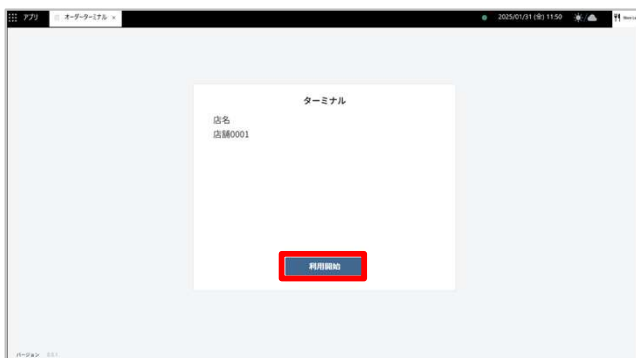 アプリ
オーダーターミナル ×
2025/01/31 (金) 11:50
ターミナル
店名
店舗0001
利用開始
バージョン